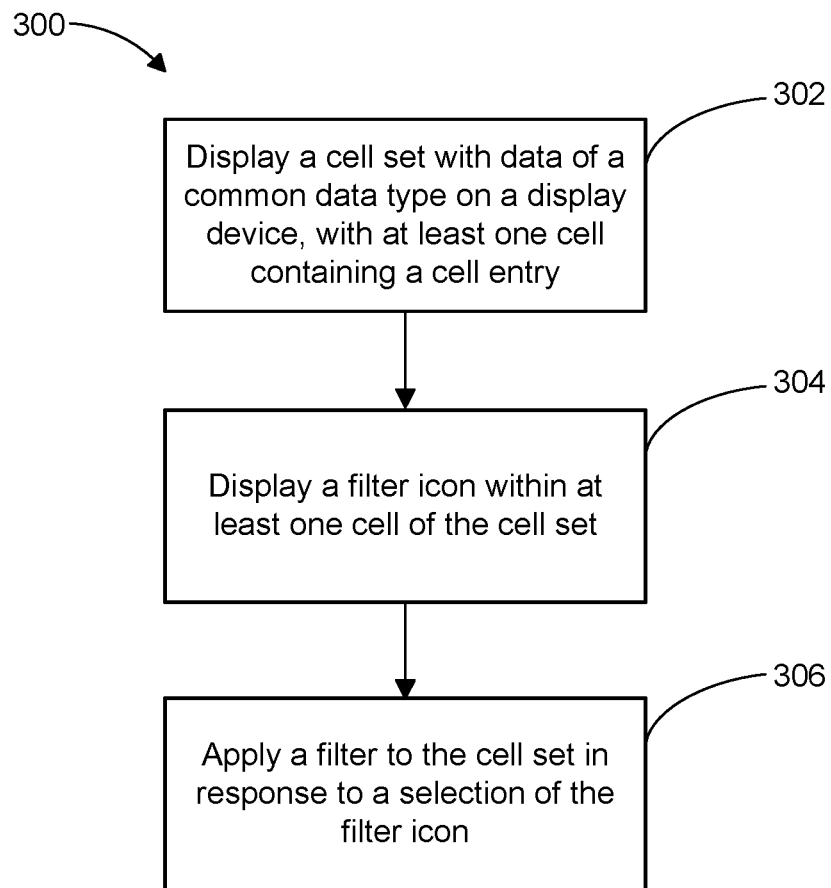 300
302
Display a cell set with data of a
common data type on a display
device, with at least one cell
containing a cell entry
304
Display a filter icon within at
least one cell of the cell set
306
Apply a filter to the cell set in
response to a selection of the
filter icon